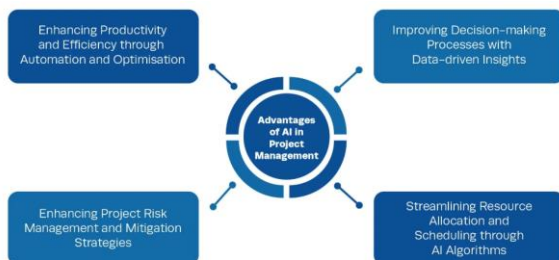 Enhancing Productivity
and Efficiency through
Automation and Optimisation
Improving Decision-making
Processes with
Data-driven Insights
Advantages
of AI in
Project
Management
Enhancing Project Risk
Management and Mitigation
Strategies
Streamlining Resource
Allocation and
Scheduling through
AI Algorithms